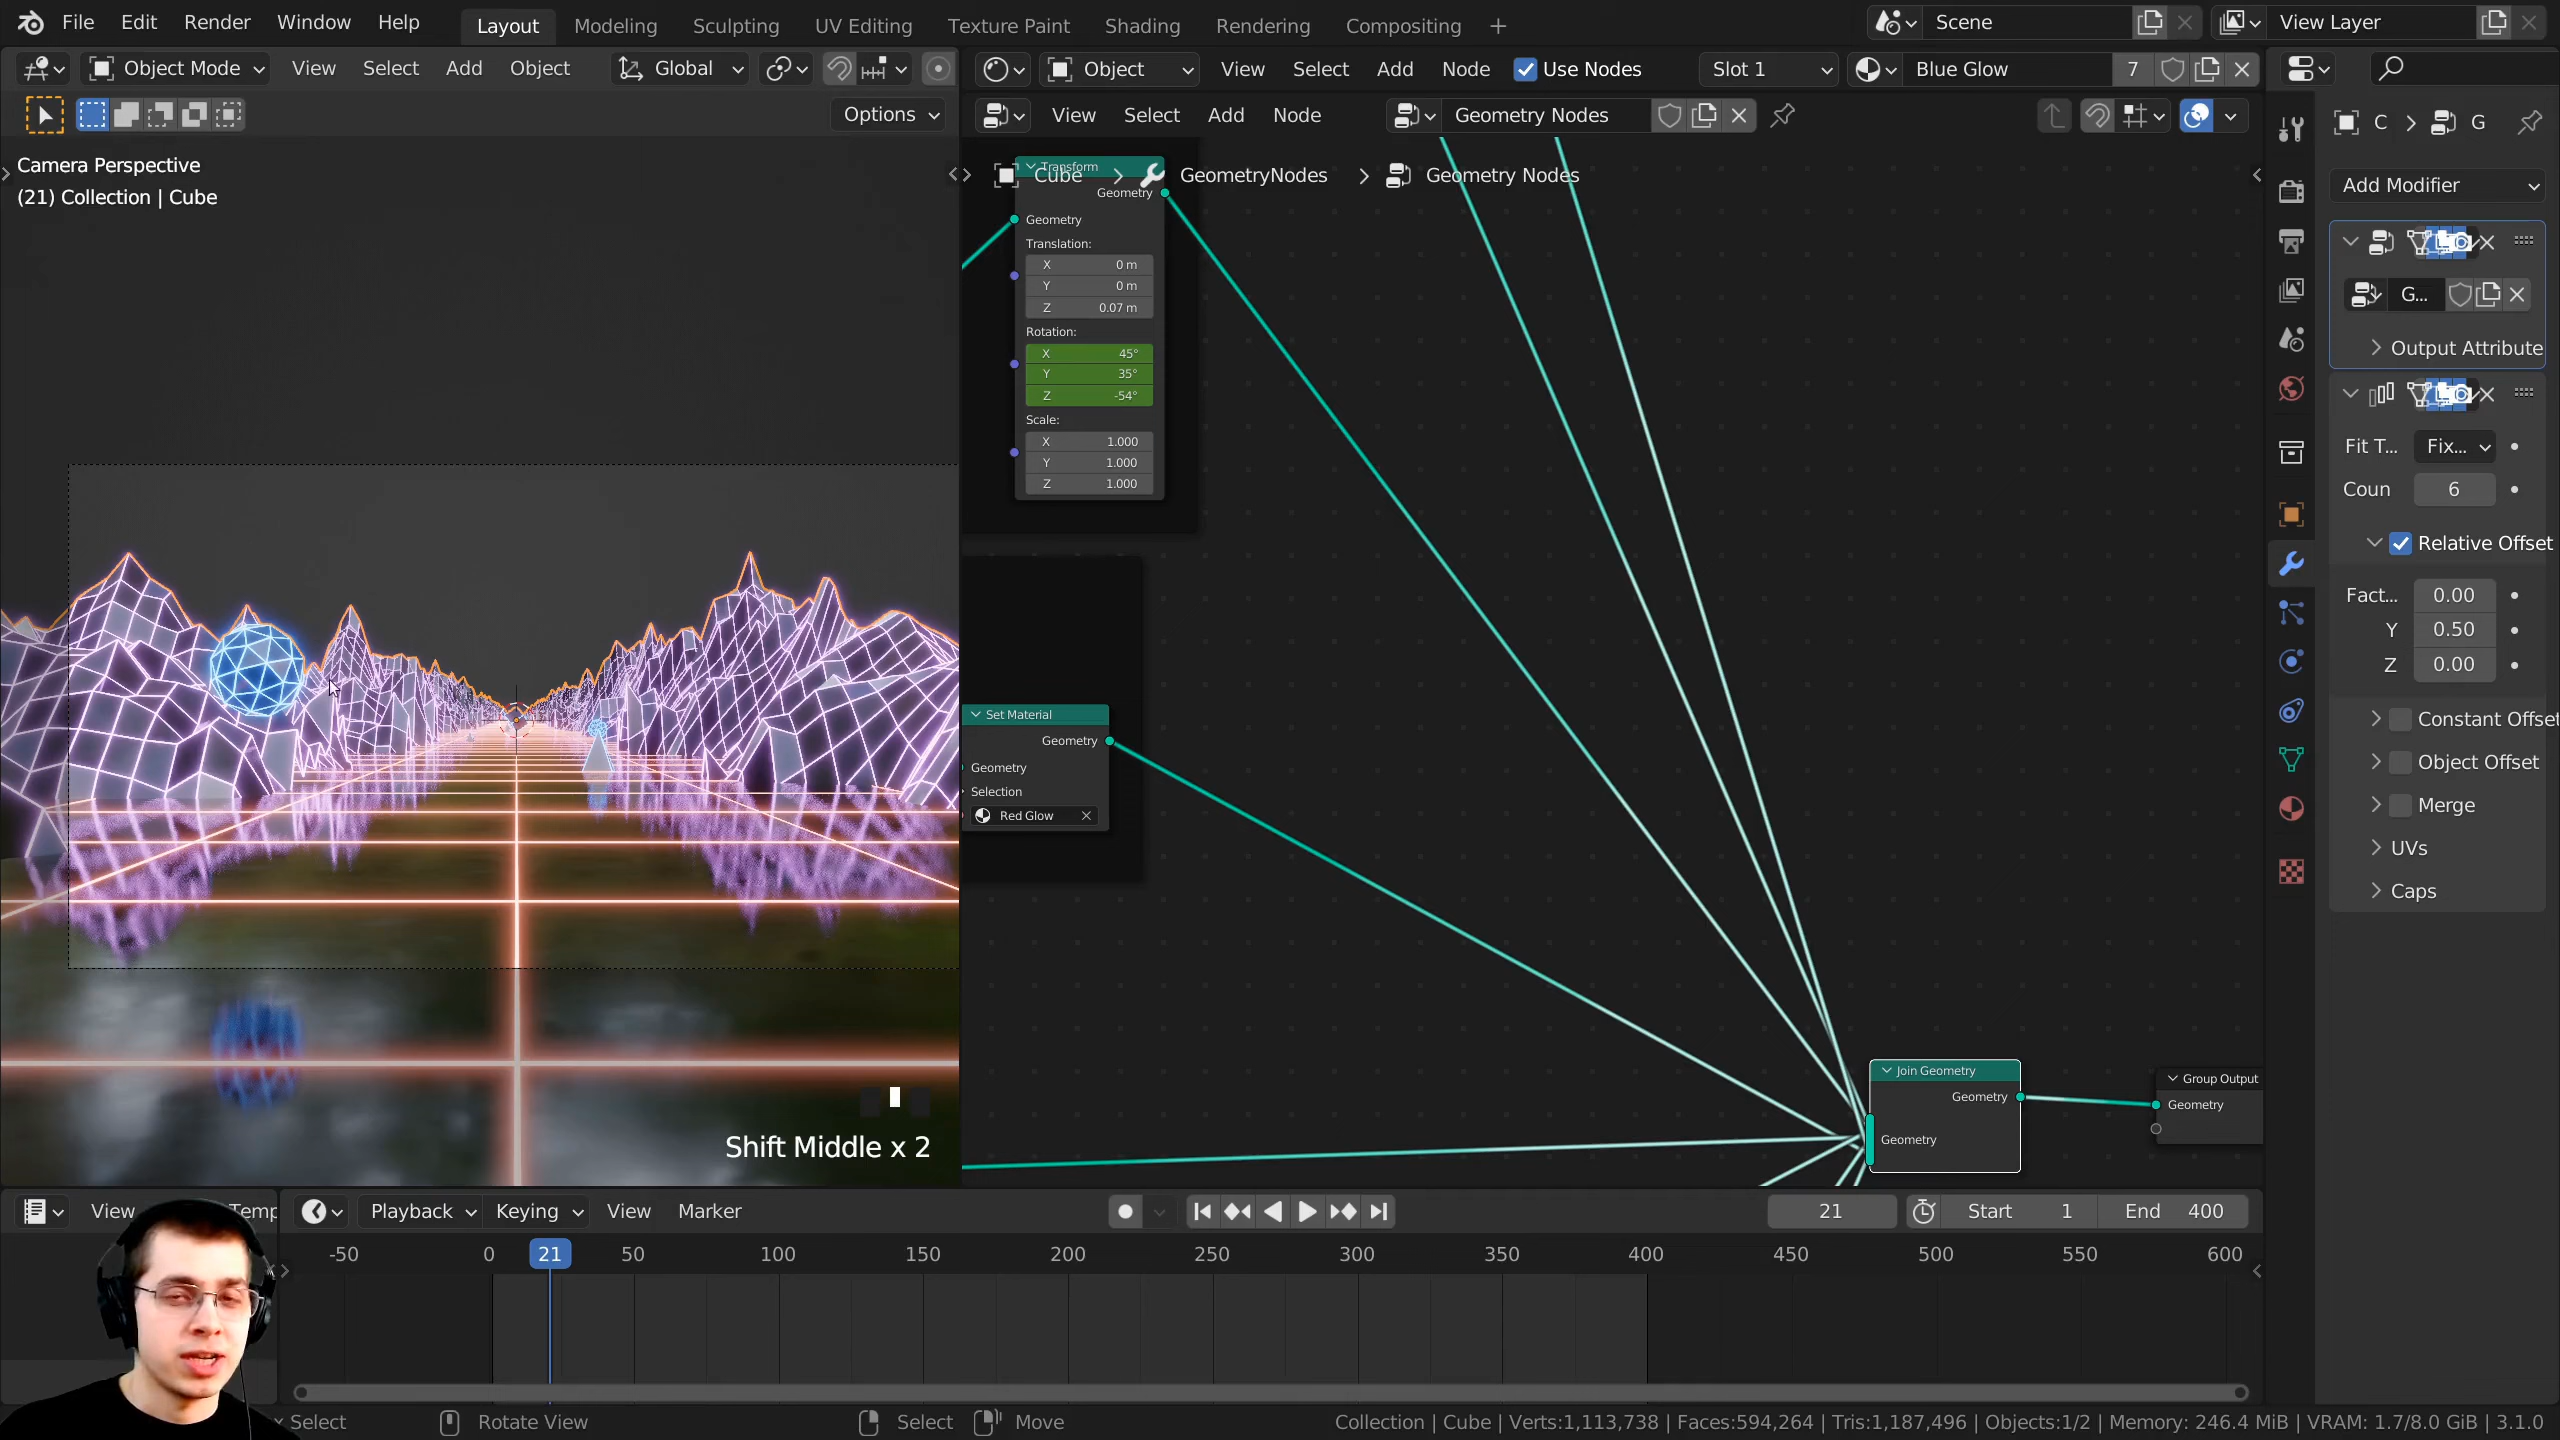 File Edit Render Window Help Layout Modeling Sculpting UV Editing Texture Paint Shading Rendering Compositing + Scene View Layer
Object Mode View Select Add Object Global
Object View Select Add Node Use Nodes Slot 1 Blue Glow 7
Options
View Select Add Node Geometry Nodes
C > G
Camera Perspective
(21) Collection | Cube
Transform
Cube > GeometryNodes > Geometry Nodes
Add Modifier
Geometry
Geometry
Translation:
X 0 m
Y 0 m
Z 0.07 m
Rotation:
X 45°
Y 35°
Z -54°
Scale:
X 1.000
Y 1.000
Z 1.000
G...
Output Attribute
Fit T... Fix...
Coun 6
Relative Offset
Fact... 0.00
Y 0.50
Z 0.00
Constant Offset
Object Offset
Merge
UVs
Caps
Set Material
Geometry
Geometry
Selection
Red Glow
Join Geometry
Geometry
Geometry
Group Output
Geometry
Shift Middle x 2
View Temp Playback Keying View Marker 21 Start 1 End 400
-50 0 21 50 100 150 200 250 300 350 400 450 500 550 600
Select Rotate View Select Move Collection | Cube | Verts:1,113,738 | Faces:594,264 | Tris:1,187,496 | Objects:1/2 | Memory: 246.4 MiB | VRAM: 1.7/8.0 GiB | 3.1.0